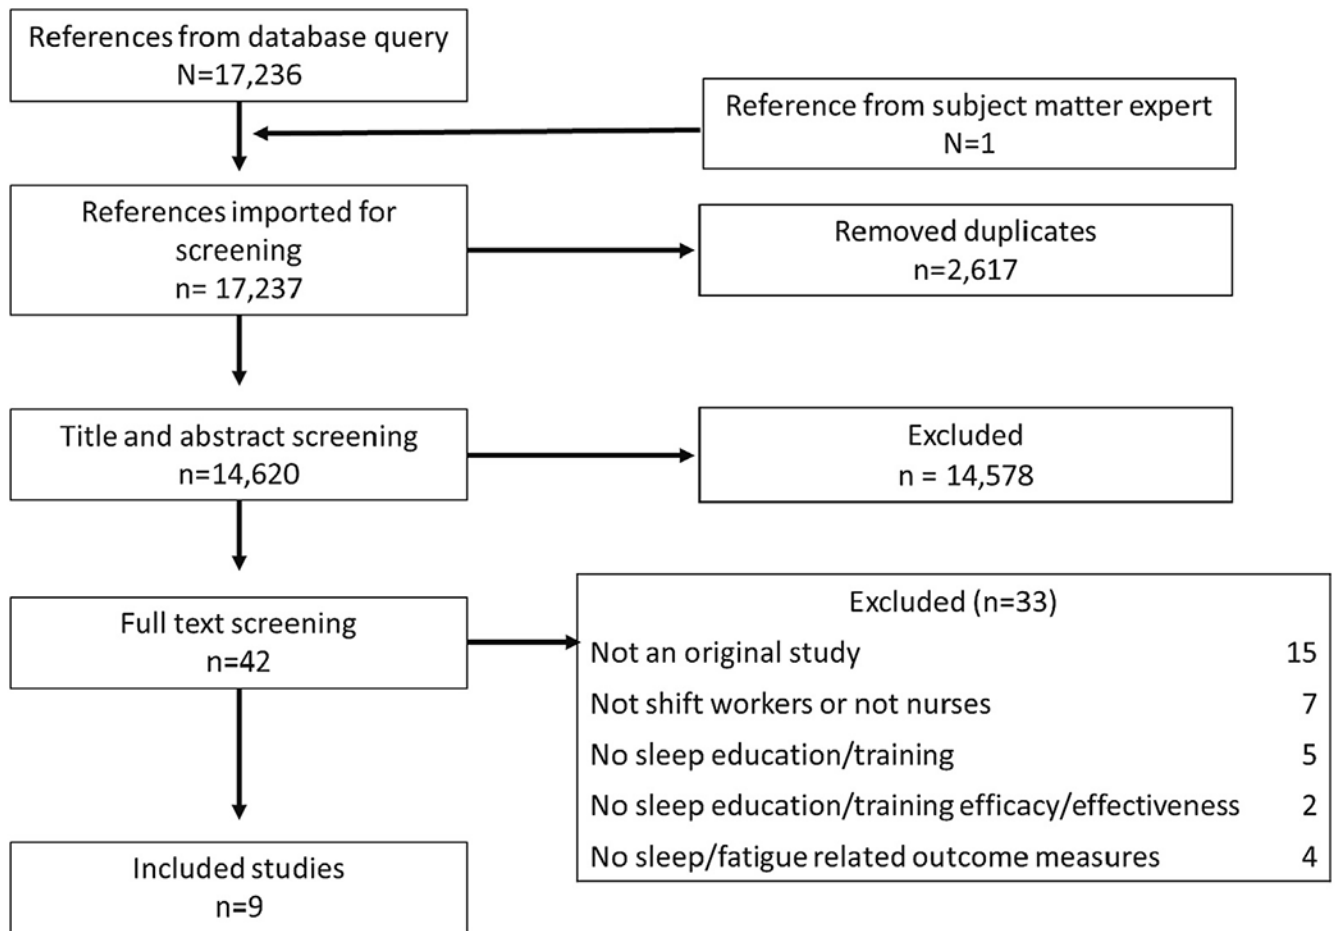 References from database query
N=17,236
Reference from subject matter expert
N=1
References imported for
screening
n= 17,237
Removed duplicates
n=2,617
Title and abstract screening
n=14,620
Excluded
n = 14,578
Full text screening
n=42
Excluded (n=33)
Not an original study 15
Not shift workers or not nurses 7
No sleep education/training 5
No sleep education/training efficacy/effectiveness 2
No sleep/fatigue related outcome measures 4
Included studies
n=9